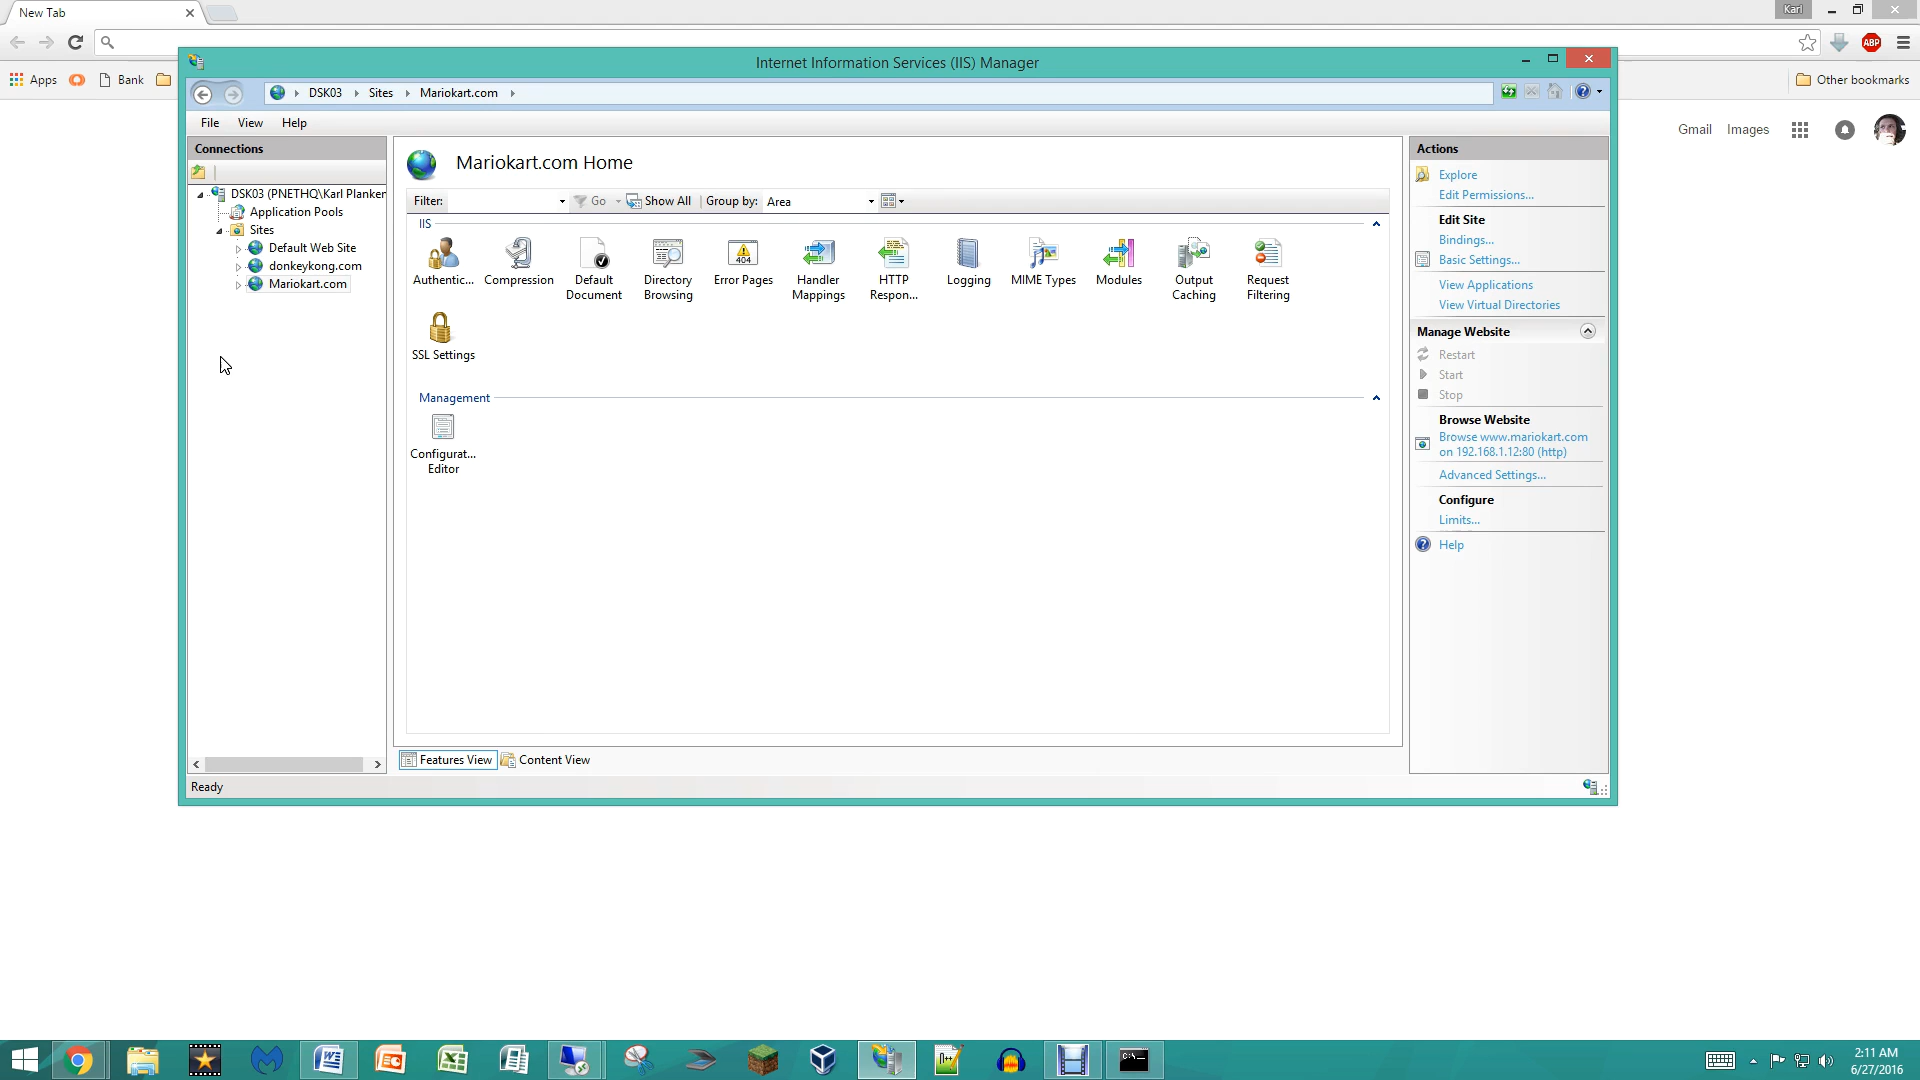 New Tab
Karl
ABP
Apps
Bank
Other bookmarks
Gmail
Images
Internet Information Services (IIS) Manager
DSK03
Sites
Mariokart.com
File
View
Help
Connections
DSK03 (PNETHQ\Karl Planken
Application Pools
Sites
Default Web Site
donkeykong.com
Mariokart.com
Mariokart.com Home
Filter:
Go
Show All
Group by:
Area
IIS
Authentic...
Compression
Default
Document
Directory
Browsing
404
Error Pages
Handler
Mappings
HTTP
Respon...
Logging
MIME Types
Modules
Output
Caching
Request
Filtering
SSL Settings
Management
Configurat...
Editor
Features View
Content View
Ready
Actions
Explore
Edit Permissions...
Edit Site
Bindings...
Basic Settings...
View Applications
View Virtual Directories
Manage Website
Restart
Start
Stop
Browse Website
Browse www.mariokart.com
on 192.168.1.12:80 (http)
Advanced Settings...
Configure
Limits...
Help
2:11 AM
6/27/2016